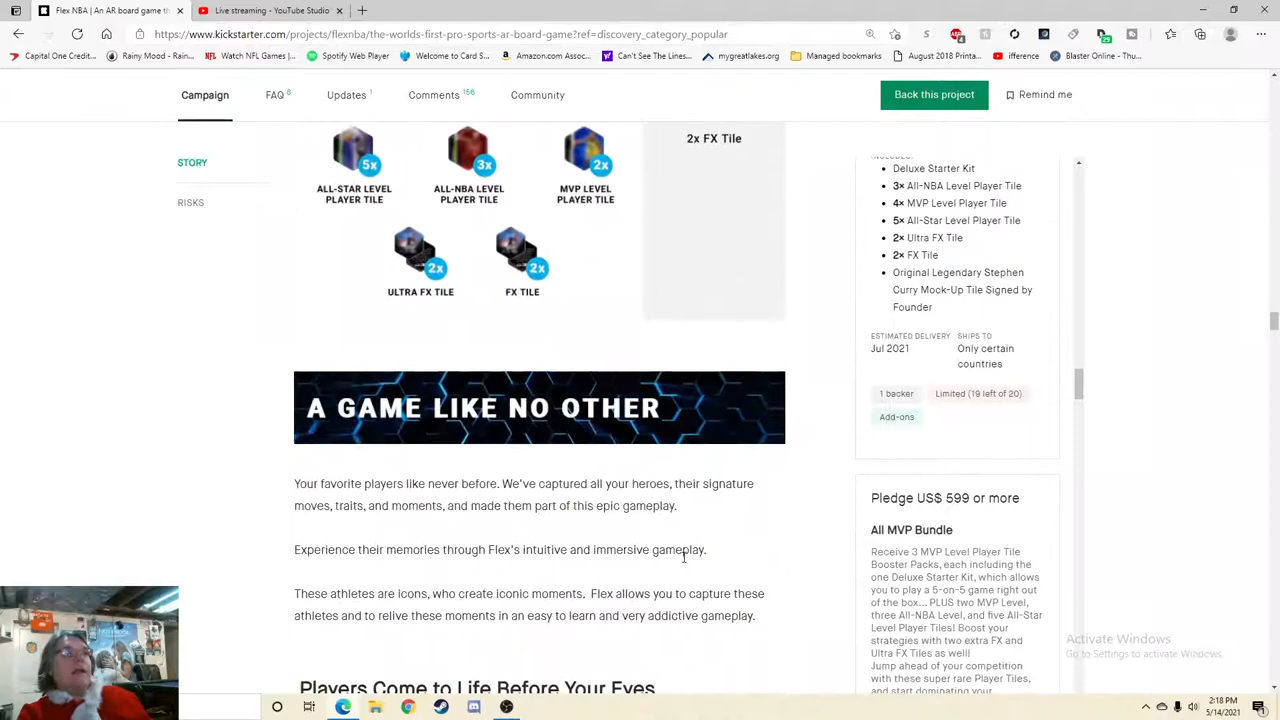 Flex NBA | An AR board game th
Live streaming - YouTube Studio
https://www.kickstarter.com/projects/flexnba/the-worlds-first-pro-sports-ar-board-game?ref=discovery_category_popular
Capital One Credit...
Rainy Mood - Rain...
Watch NFL Games |...
Spotify Web Player
Welcome to Card S...
Amazon.com Assoc...
Can't See The Lines...
mygreatlakes.org
Managed bookmarks
August 2018 Printa...
ifference
Blaster Online - Thu...
Campaign
FAQ 8
Updates 1
Comments 156
Community
Back this project
Remind me
STORY
RISKS
5x
3x
2x
ALL-STAR LEVEL
PLAYER TILE
ALL-NBA LEVEL
PLAYER TILE
MVP LEVEL
PLAYER TILE
2x
2x
ULTRA FX TILE
FX TILE
2x FX Tile
A GAME LIKE NO OTHER
Your favorite players like never before. We've captured all your heroes, their signature
moves, traits, and moments, and made them part of this epic gameplay.
Experience their memories through Flex's intuitive and immersive gameplay.
These athletes are icons, who create iconic moments. Flex allows you to capture these
athletes and to relive these moments in an easy to learn and very addictive gameplay.
Players Come to Life Before Your Eyes
INCLUDES:
Deluxe Starter Kit
3× All-NBA Level Player Tile
4× MVP Level Player Tile
5× All-Star Level Player Tile
2× Ultra FX Tile
2× FX Tile
Original Legendary Stephen
Curry Mock-Up Tile Signed by
Founder
ESTIMATED DELIVERY
Jul 2021
SHIPS TO
Only certain
countries
1 backer
Limited (19 left of 20)
Add-ons
Pledge US$ 599 or more
All MVP Bundle
Receive 3 MVP Level Player Tile
Booster Packs, each including the
one Deluxe Starter Kit, which allows
you to play a 5-on-5 game right out
of the box... PLUS two MVP Level,
three All-NBA Level, and five All-Star
Level Player Tiles! Boost your
strategies with two extra FX and
Ultra FX Tiles as well!
Jump ahead of your competition
with these super rare Player Tiles,
and start dominating your
Activate Windows
Go to Settings to activate Windows.
2:18 PM
5/14/2021